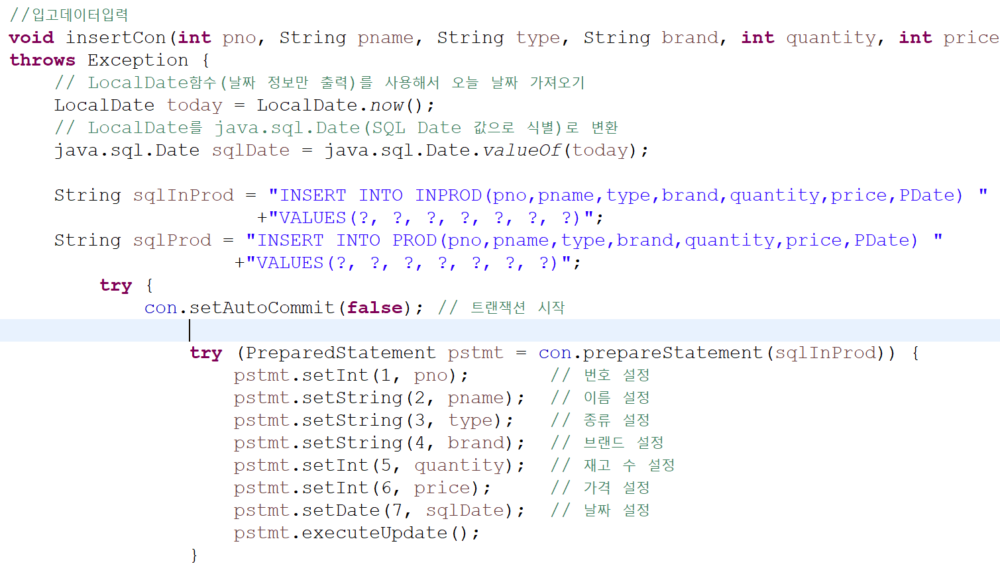 //입고데이터입력
void insertCon(int pno, String pname, String type, String brand, int quantity, int price
throws Exception {
// LocalDate함수(날짜 정보만 출력)를 사용해서 오늘 날짜 가져오기
LocalDate today = LocalDate.now();
// LocalDate를 java.sql.Date(SQL Date 값으로 식별)로 변환
java.sql.Date sqlDate = java.sql.Date.valueOf(today);
String sqlInProd = "INSERT INTO INPROD(pno,pname,type,brand,quantity,price,PDate) "
+"VALUES(?, ?, ?, ?, ?, ?, ?)";
String sqlProd = "INSERT INTO PROD(pno,pname,type,brand,quantity,price,PDate) "
+"VALUES(?, ?, ?, ?, ?, ?, ?)";
try {
con.setAutoCommit(false); // 트랜잭션 시작
try (PreparedStatement pstmt = con.prepareStatement(sqlInProd)) {
pstmt.setInt(1, pno); // 번호 설정
pstmt.setString(2, pname); // 이름 설정
pstmt.setString(3, type); // 종류 설정
pstmt.setString(4, brand); // 브랜드 설정
pstmt.setInt(5, quantity); // 재고 수 설정
pstmt.setInt(6, price); // 가격 설정
pstmt.setDate(7, sqlDate); // 날짜 설정
pstmt.executeUpdate();
}